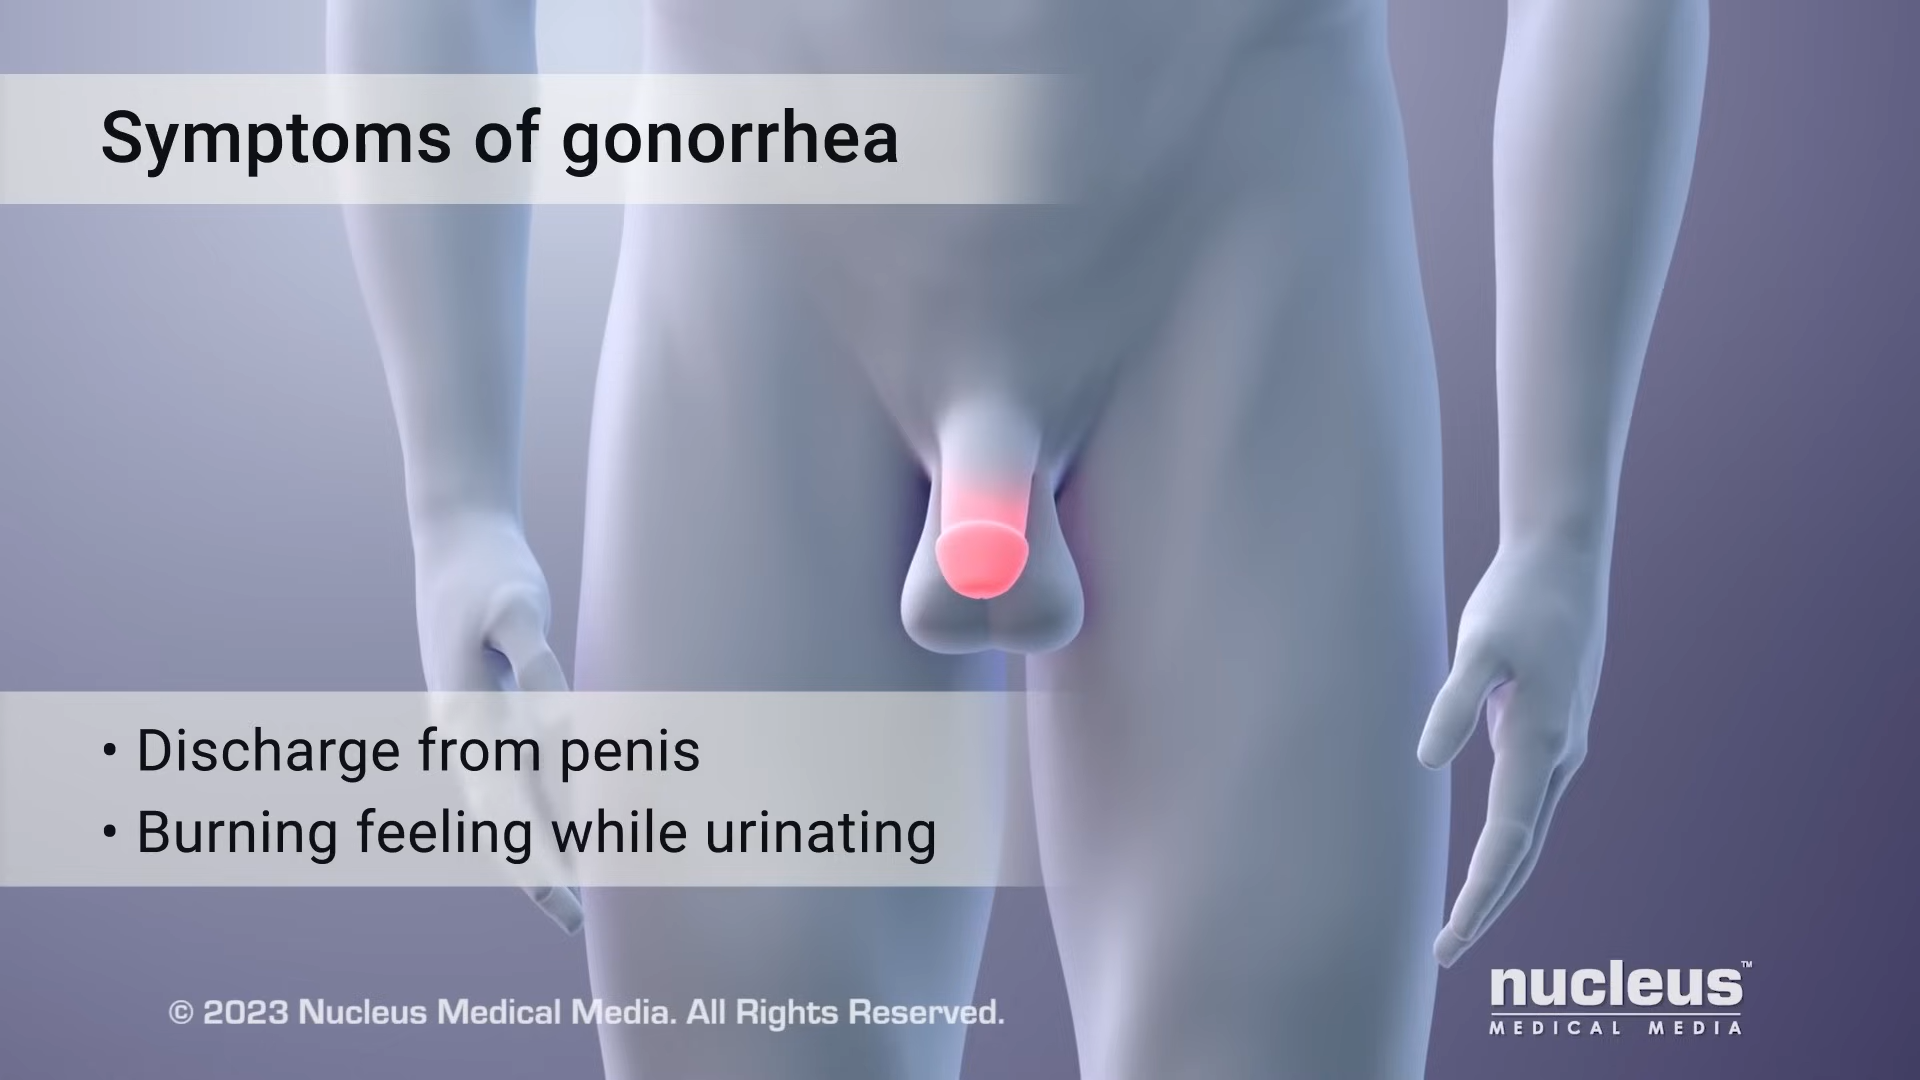 Symptoms of gonorrhea
• Discharge from penis
• Burning feeling while urinating
© 2023 Nucleus Medical Media. All Rights Reserved.
nucleus™
MEDICAL MEDIA